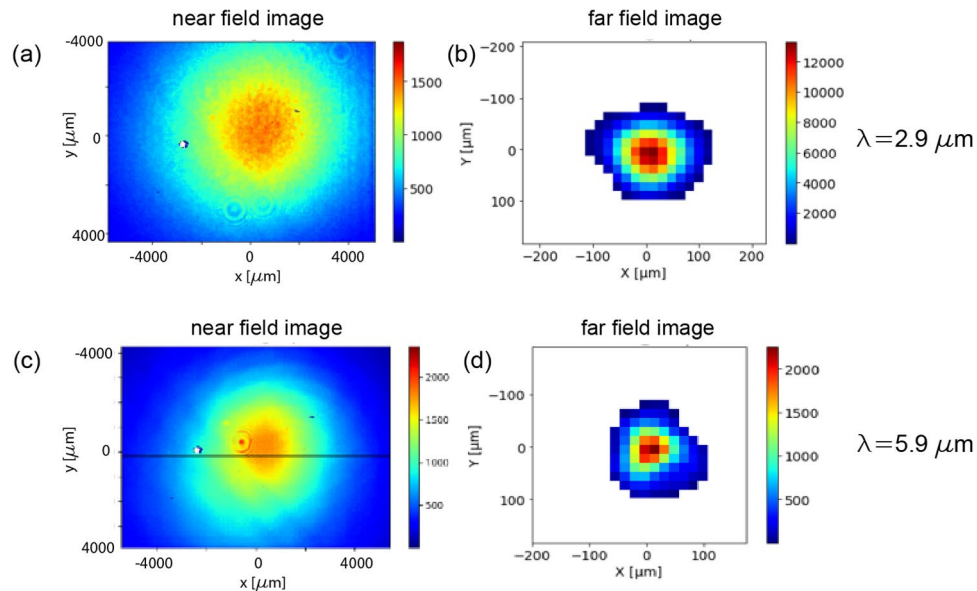 near field image
far field image
(a)
-4000
0
4000
y [μm]
-4000
0
4000
x [μm]
1500
1000
500
(b)
−200
−100
0
100
Y [μm]
−200
−100
0
100
200
X [μm]
12000
10000
8000
6000
4000
2000
λ=2.9 μm
near field image
far field image
(c)
-4000
0
4000
y [μm]
-4000
0
4000
x [μm]
2000
1500
1000
500
0
(d)
−100
0
100
Y [μm]
−200
−100
0
100
X [μm]
2000
1500
1000
500
λ=5.9 μm